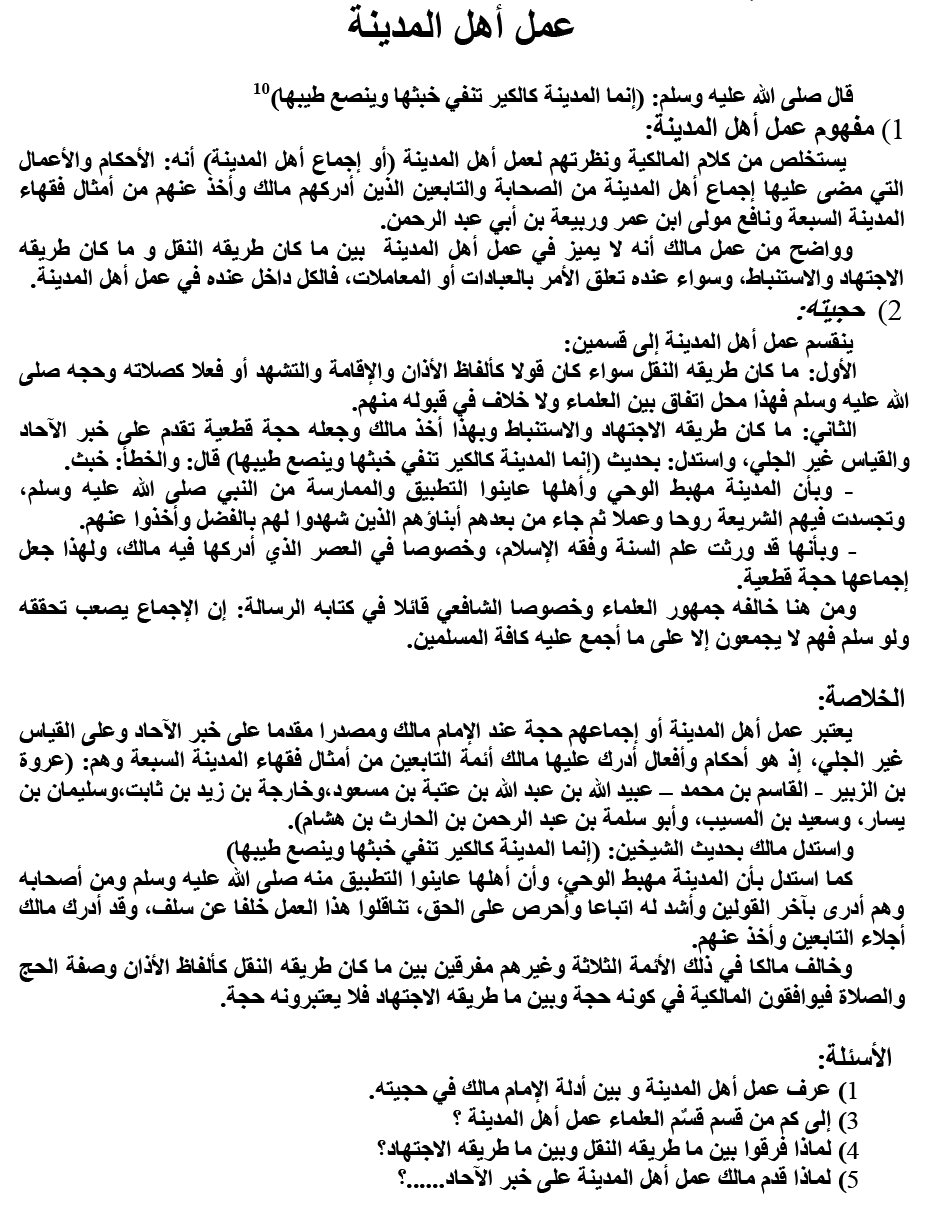 عمل أهل المدينة
قال صلى الله عليه وسلم: (إنما المدينة كالكير تنفي خبثها وينصع طيبها)10
1) مفهوم عمل أهل المدينة:
يستخلص من كلام المالكية ونظرتهم لعمل أهل المدينة (أو إجماع أهل المدينة) أنه: الأحكام والأعمال
التي مضى عليها إجماع أهل المدينة من الصحابة والتابعين الذين أدركهم مالك وأخذ عنهم من أمثال فقهاء
المدينة السبعة ونافع مولى ابن عمر وربيعة بن أبي عبد الرحمن.
وواضح من عمل مالك أنه لا يميز في عمل أهل المدينة بين ما كان طريقه النقل و ما كان طريقه
الاجتهاد والاستنباط، وسواء عنده تعلق الأمر بالعبادات أو المعاملات، فالكل داخل عنده في عمل أهل المدينة.
2) حجيته:
ينقسم عمل أهل المدينة إلى قسمين:
الأول: ما كان طريقه النقل سواء كان قولا كألفاظ الأذان والإقامة والتشهد أو فعلا كصلاته وحجه صلى
الله عليه وسلم فهذا محل اتفاق بين العلماء ولا خلاف في قبوله منهم.
الثاني: ما كان طريقه الاجتهاد والاستنباط وبهذا أخذ مالك وجعله حجة قطعية تقدم على خبر الآحاد
والقياس غير الجلي، واستدل: بحديث (إنما المدينة كالكير تنفي خبثها وينصع طيبها) قال: والخطأ: خبث.
- وبأن المدينة مهبط الوحي وأهلها عاينوا التطبيق والممارسة من النبي صلى الله عليه وسلم،
وتجسدت فيهم الشريعة روحا وعملا ثم جاء من بعدهم أبناؤهم الذين شهدوا لهم بالفضل وأخذوا عنهم.
- وبأنها قد ورثت علم السنة وفقه الإسلام، وخصوصا في العصر الذي أدركها فيه مالك، ولهذا جعل
إجماعها حجة قطعية.
ومن هنا خالفه جمهور العلماء وخصوصا الشافعي قائلا في كتابه الرسالة: إن الإجماع يصعب تحققه
ولو سلم فهم لا يجمعون إلا على ما أجمع عليه كافة المسلمين.
الخلاصة:
يعتبر عمل أهل المدينة أو إجماعهم حجة عند الإمام مالك ومصدرا مقدما على خبر الآحاد وعلى القياس
غير الجلي، إذ هو أحكام وأفعال أدرك عليها مالك أئمة التابعين من أمثال فقهاء المدينة السبعة وهم: (عروة
بن الزبير - القاسم بن محمد – عبيد الله بن عبد الله بن عتبة بن مسعود،وخارجة بن زيد بن ثابت،وسليمان بن
يسار، وسعيد بن المسيب، وأبو سلمة بن عبد الرحمن بن الحارث بن هشام).
واستدل مالك بحديث الشيخين: (إنما المدينة كالكير تنفي خبثها وينصع طيبها)
كما استدل بأن المدينة مهبط الوحي، وأن أهلها عاينوا التطبيق منه صلى الله عليه وسلم ومن أصحابه
وهم أدرى بآخر القولين وأشد له اتباعا وأحرص على الحق، تناقلوا هذا العمل خلفا عن سلف، وقد أدرك مالك
أجلاء التابعين وأخذ عنهم.
وخالف مالكا في ذلك الأئمة الثلاثة وغيرهم مفرقين بين ما كان طريقه النقل كألفاظ الأذان وصفة الحج
والصلاة فيوافقون المالكية في كونه حجة وبين ما طريقه الاجتهاد فلا يعتبرونه حجة.
الأسئلة:
1) عرف عمل أهل المدينة و بين أدلة الإمام مالك في حجيته.
3) إلى كم من قسم قسّم العلماء عمل أهل المدينة ؟
4) لماذا فرقوا بين ما طريقه النقل وبين ما طريقه الاجتهاد؟
5) لماذا قدم مالك عمل أهل المدينة على خبر الآحاد......؟